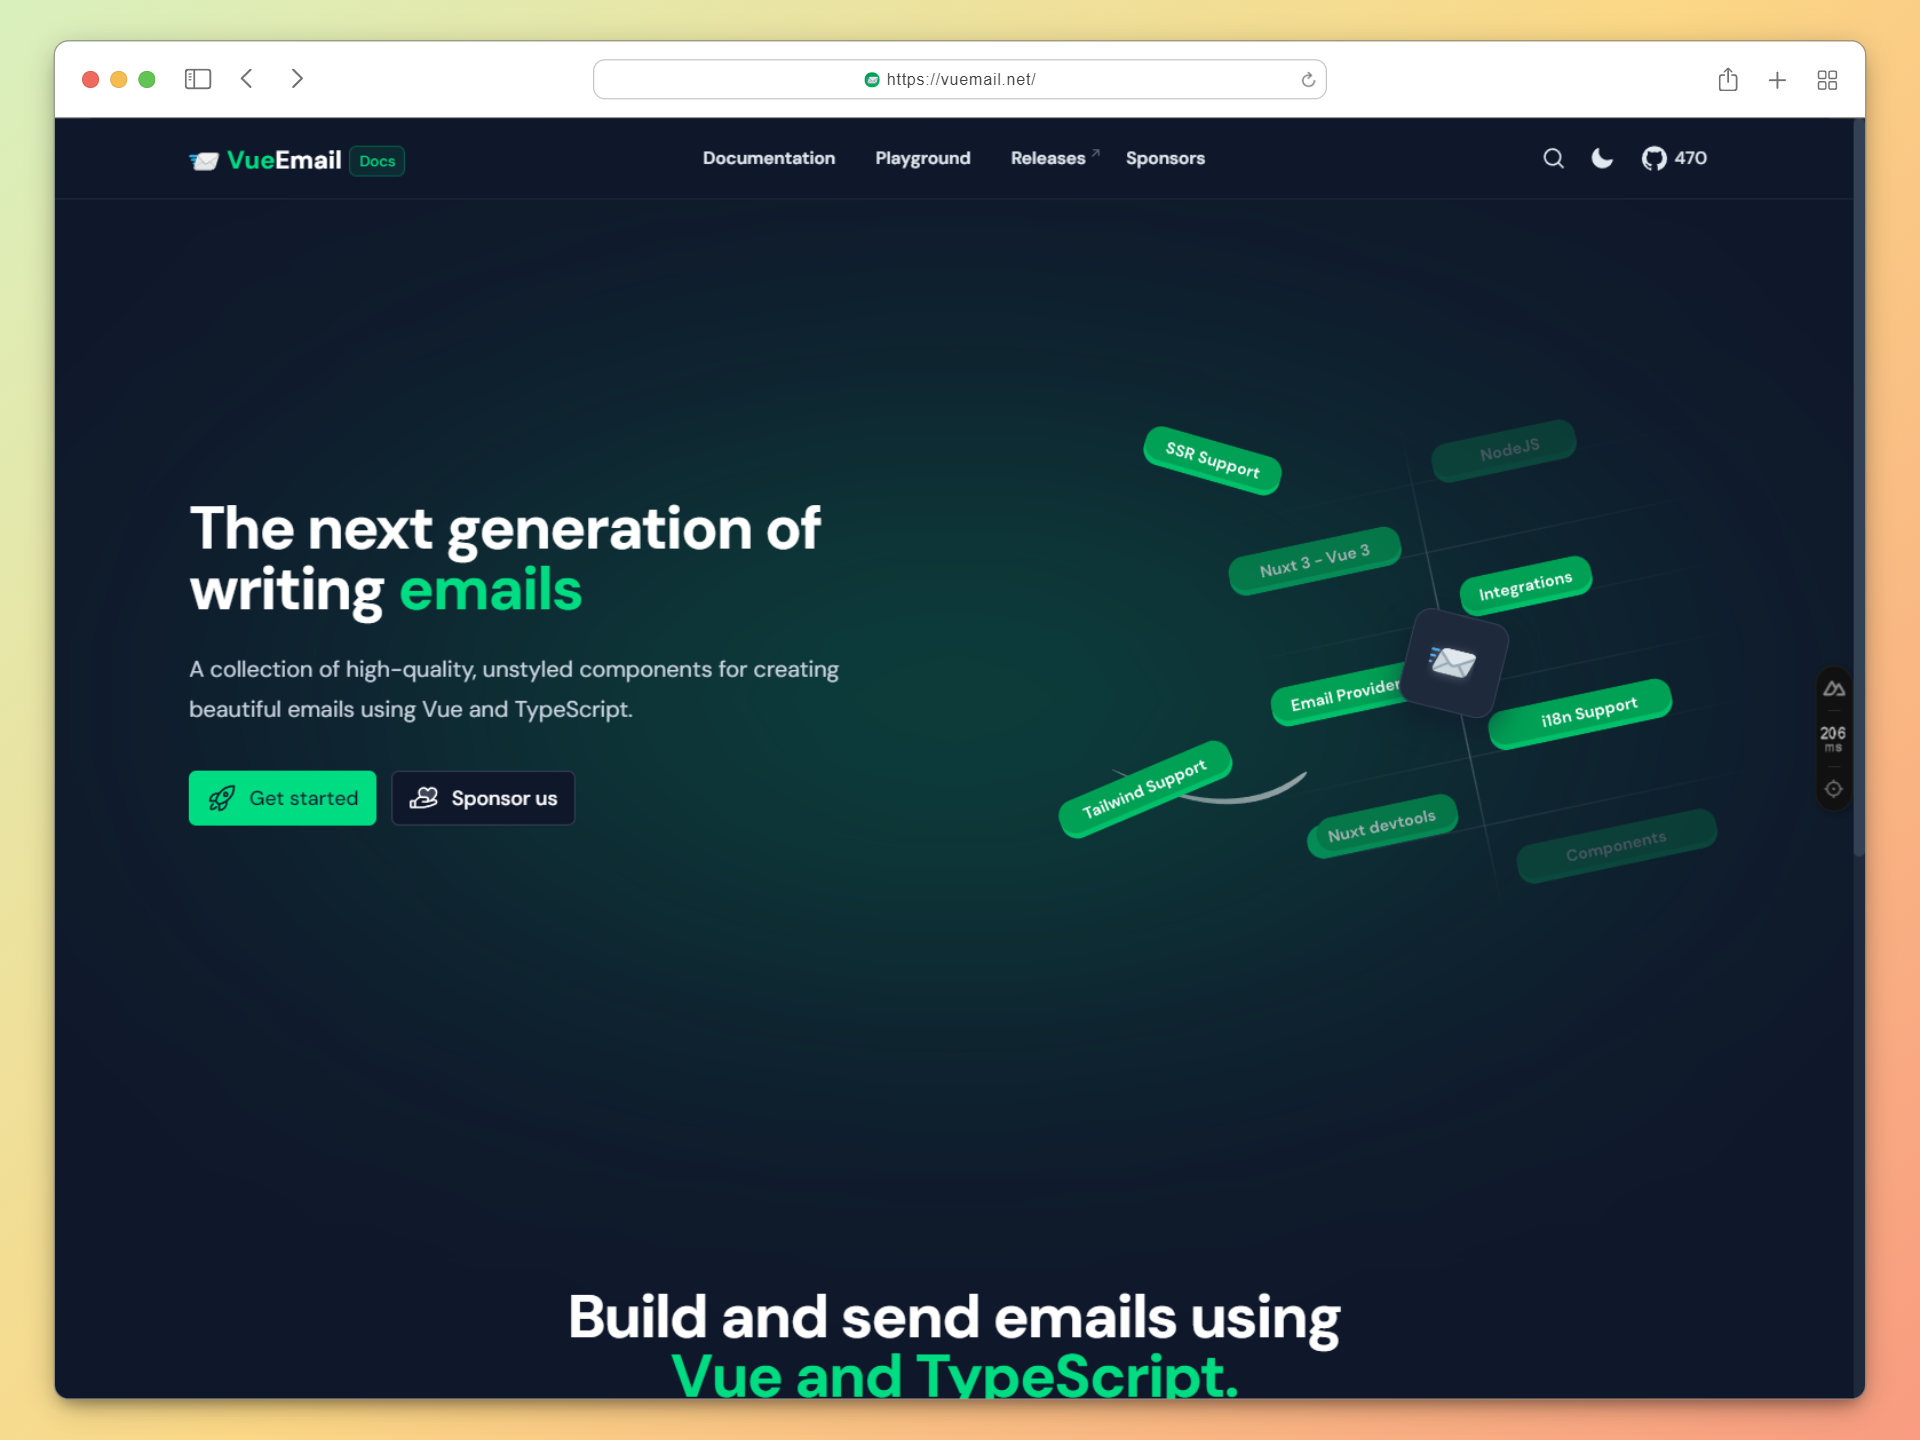 https://vuemail.net/
VueEmail Docs
Documentation Playground Releases Sponsors
470
The next generation of
writing emails
A collection of high-quality, unstyled components for creating
beautiful emails using Vue and TypeScript.
Get started Sponsor us
SSR Support
NodeJS
Nuxt 3 - Vue 3
Integrations
Email Provider
i18n Support
Tailwind Support
Nuxt devtools
Components
206
ms
Build and send emails using
Vue and TypeScript.